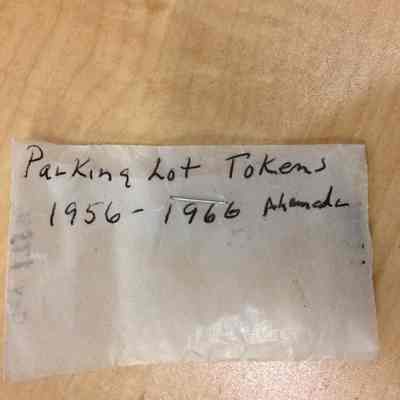 Parking Lot Tokens
1956 - 1966 Alameda